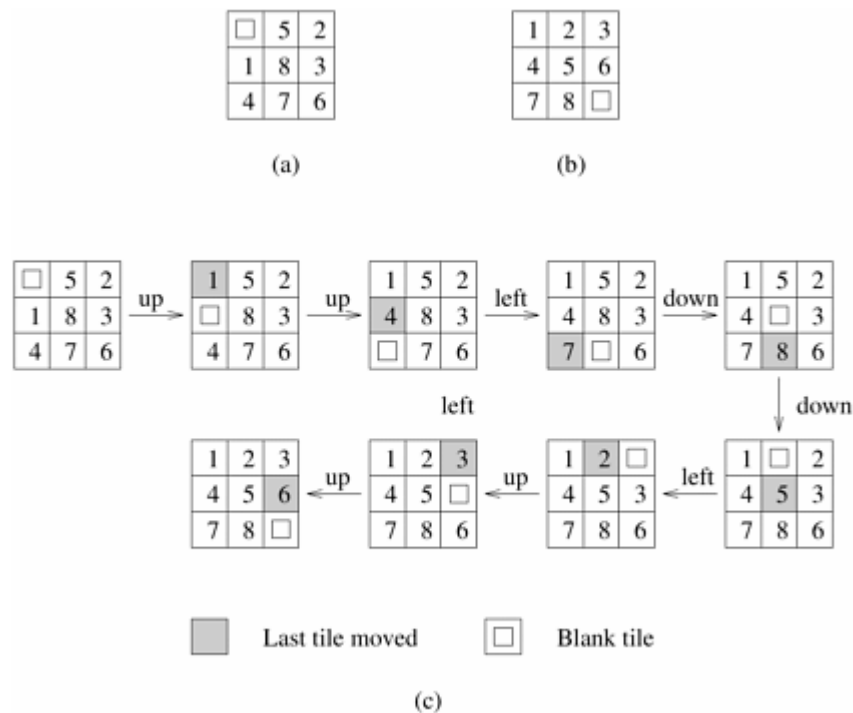 5 2 1 2 3
1 8 3 4 5 6
4 7 6 7 8
(a) (b)
5 2 1 5 2 1 5 2 1 5 2 1 5 2
1 8 3 up 8 3 up 4 8 3 left 4 8 3 down 4 3
4 7 6 4 7 6 7 6 7 6 7 8 6
left down
1 2 3 1 2 3 1 2 1 2
4 5 6 up 4 5 up 4 5 3 left 4 5 3
7 8 7 8 6 7 8 6 7 8 6
Last tile moved Blank tile
(c)